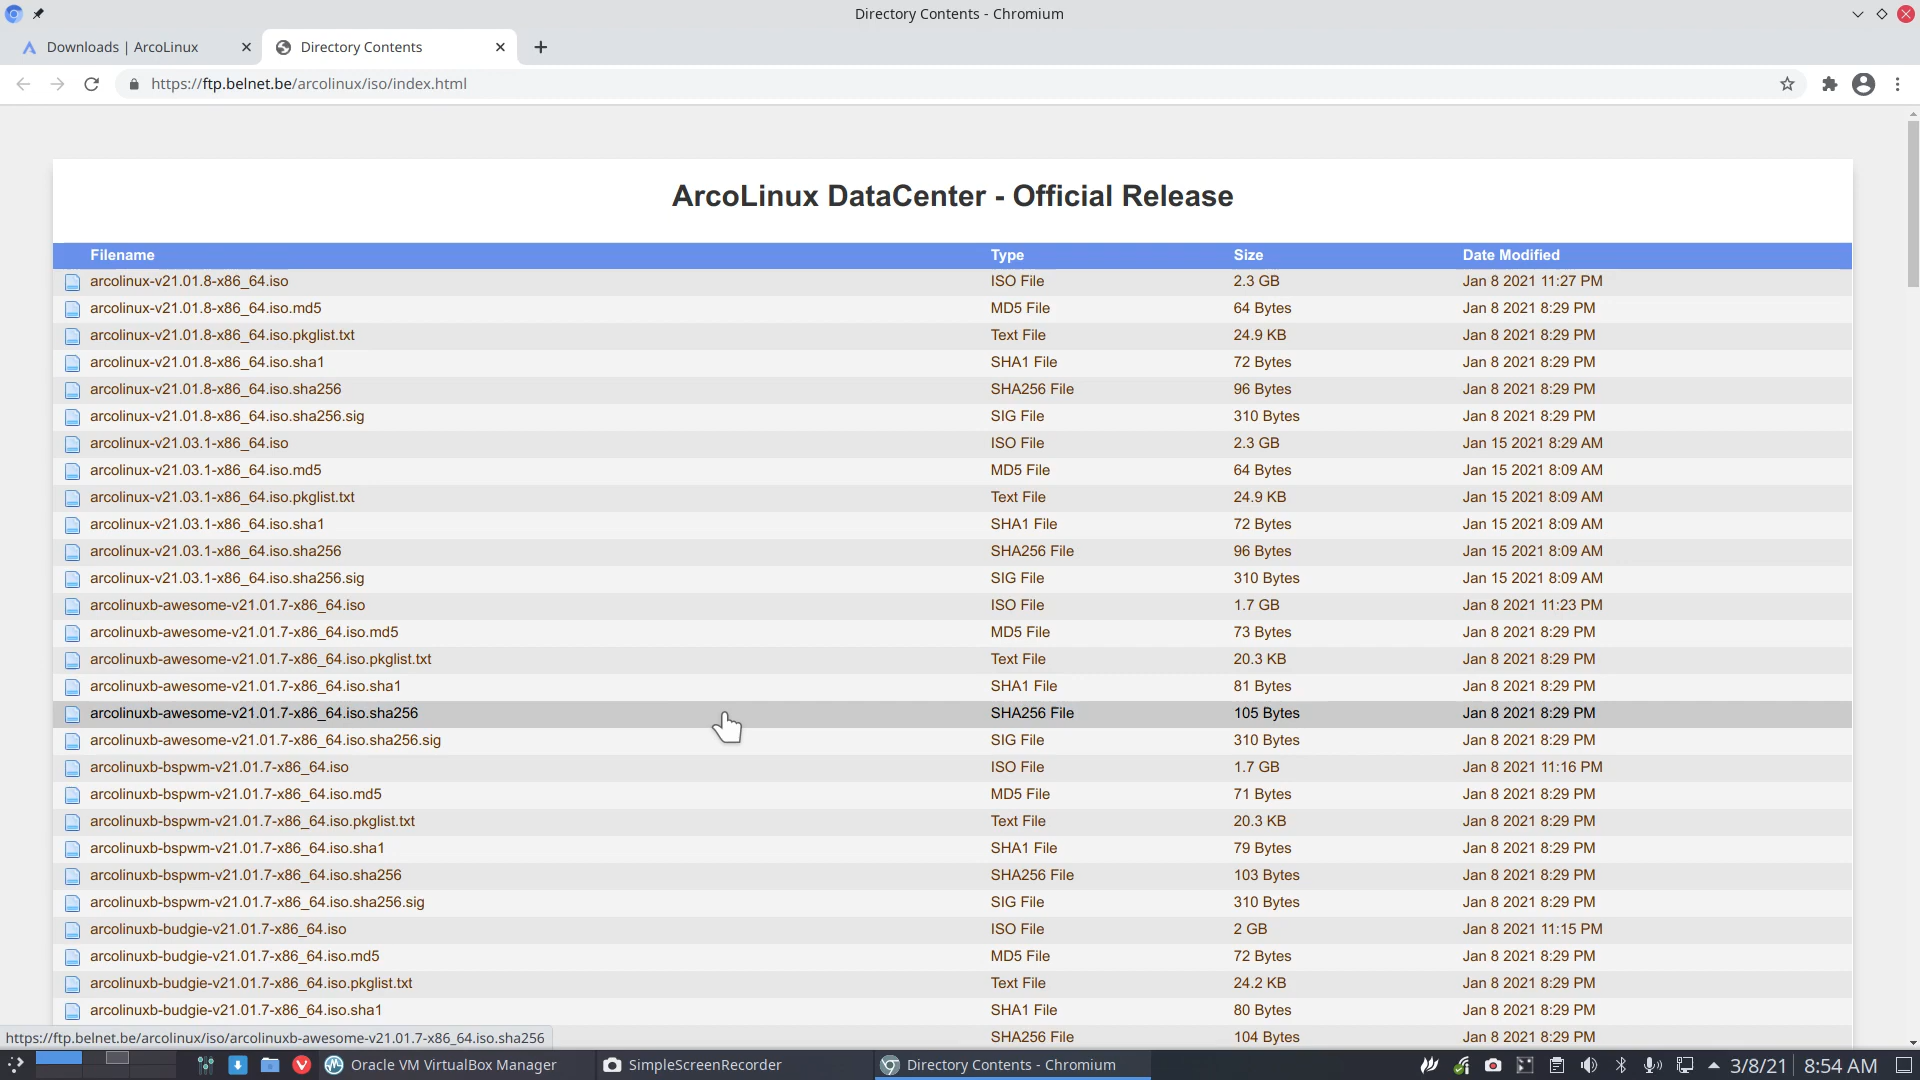 Directory Contents - Chromium
Downloads | ArcoLinux
Directory Contents
https://ftp.belnet.be/arcolinux/iso/index.html
ArcoLinux DataCenter - Official Release
Filename Type Size Date Modified
arcolinux-v21.01.8-x86_64.iso ISO File 2.3 GB Jan 8 2021 11:27 PM
arcolinux-v21.01.8-x86_64.iso.md5 MD5 File 64 Bytes Jan 8 2021 8:29 PM
arcolinux-v21.01.8-x86_64.iso.pkglist.txt Text File 24.9 KB Jan 8 2021 8:29 PM
arcolinux-v21.01.8-x86_64.iso.sha1 SHA1 File 72 Bytes Jan 8 2021 8:29 PM
arcolinux-v21.01.8-x86_64.iso.sha256 SHA256 File 96 Bytes Jan 8 2021 8:29 PM
arcolinux-v21.01.8-x86_64.iso.sha256.sig SIG File 310 Bytes Jan 8 2021 8:29 PM
arcolinux-v21.03.1-x86_64.iso ISO File 2.3 GB Jan 15 2021 8:29 AM
arcolinux-v21.03.1-x86_64.iso.md5 MD5 File 64 Bytes Jan 15 2021 8:09 AM
arcolinux-v21.03.1-x86_64.iso.pkglist.txt Text File 24.9 KB Jan 15 2021 8:09 AM
arcolinux-v21.03.1-x86_64.iso.sha1 SHA1 File 72 Bytes Jan 15 2021 8:09 AM
arcolinux-v21.03.1-x86_64.iso.sha256 SHA256 File 96 Bytes Jan 15 2021 8:09 AM
arcolinux-v21.03.1-x86_64.iso.sha256.sig SIG File 310 Bytes Jan 15 2021 8:09 AM
arcolinuxb-awesome-v21.01.7-x86_64.iso ISO File 1.7 GB Jan 8 2021 11:23 PM
arcolinuxb-awesome-v21.01.7-x86_64.iso.md5 MD5 File 73 Bytes Jan 8 2021 8:29 PM
arcolinuxb-awesome-v21.01.7-x86_64.iso.pkglist.txt Text File 20.3 KB Jan 8 2021 8:29 PM
arcolinuxb-awesome-v21.01.7-x86_64.iso.sha1 SHA1 File 81 Bytes Jan 8 2021 8:29 PM
arcolinuxb-awesome-v21.01.7-x86_64.iso.sha256 SHA256 File 105 Bytes Jan 8 2021 8:29 PM
arcolinuxb-awesome-v21.01.7-x86_64.iso.sha256.sig SIG File 310 Bytes Jan 8 2021 8:29 PM
arcolinuxb-bspwm-v21.01.7-x86_64.iso ISO File 1.7 GB Jan 8 2021 11:16 PM
arcolinuxb-bspwm-v21.01.7-x86_64.iso.md5 MD5 File 71 Bytes Jan 8 2021 8:29 PM
arcolinuxb-bspwm-v21.01.7-x86_64.iso.pkglist.txt Text File 20.3 KB Jan 8 2021 8:29 PM
arcolinuxb-bspwm-v21.01.7-x86_64.iso.sha1 SHA1 File 79 Bytes Jan 8 2021 8:29 PM
arcolinuxb-bspwm-v21.01.7-x86_64.iso.sha256 SHA256 File 103 Bytes Jan 8 2021 8:29 PM
arcolinuxb-bspwm-v21.01.7-x86_64.iso.sha256.sig SIG File 310 Bytes Jan 8 2021 8:29 PM
arcolinuxb-budgie-v21.01.7-x86_64.iso ISO File 2 GB Jan 8 2021 11:15 PM
arcolinuxb-budgie-v21.01.7-x86_64.iso.md5 MD5 File 72 Bytes Jan 8 2021 8:29 PM
arcolinuxb-budgie-v21.01.7-x86_64.iso.pkglist.txt Text File 24.2 KB Jan 8 2021 8:29 PM
arcolinuxb-budgie-v21.01.7-x86_64.iso.sha1 SHA1 File 80 Bytes Jan 8 2021 8:29 PM
SHA256 File 104 Bytes Jan 8 2021 8:29 PM
https://ftp.belnet.be/arcolinux/iso/arcolinuxb-awesome-v21.01.7-x86_64.iso.sha256
Oracle VM VirtualBox Manager
SimpleScreenRecorder
Directory Contents - Chromium
3/8/21 8:54 AM